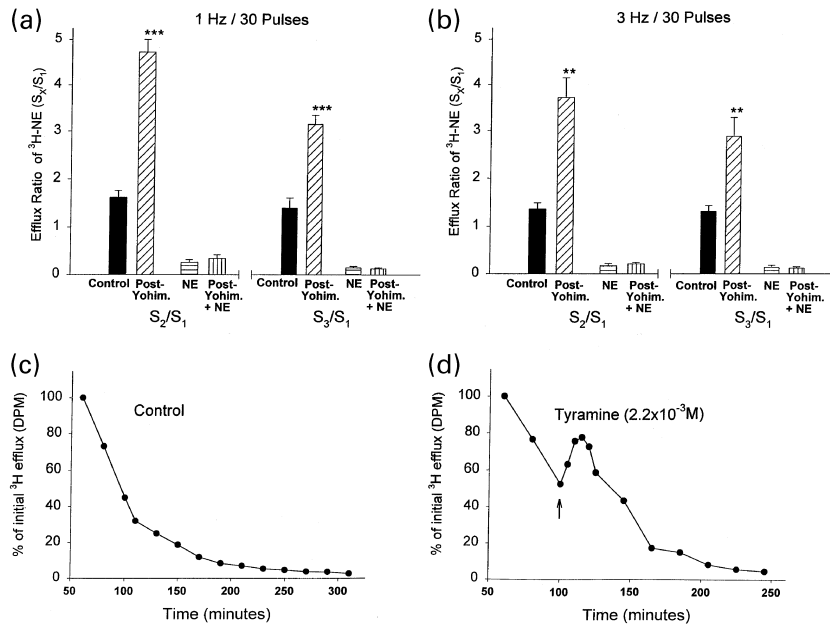 (a)
1 Hz / 30 Pulses
Efflux Ratio of ³H-NE (Sₓ/S₁)
5
4
3
2
1
0
***
***
Control
Post-
Yohim.
NE
Post-
Yohim.
+ NE
S₂/S₁
Control
Post-
Yohim.
NE
Post-
Yohim.
+ NE
S₃/S₁
(b)
3 Hz / 30 Pulses
Efflux Ratio of ³H-NE (Sₓ/S₁)
5
4
3
2
1
0
**
**
Control
Post-
Yohim.
NE
Post-
Yohim.
+ NE
S₂/S₁
Control
Post-
Yohim.
NE
Post-
Yohim.
+ NE
S₃/S₁
(c)
Control
% of initial ³H efflux (DPM)
100
80
60
40
20
0
50 100 150 200 250 300
Time (minutes)
(d)
Tyramine (2.2x10⁻³M)
% of initial ³H efflux (DPM)
100
80
60
40
20
0
50 100 150 200 250
Time (minutes)